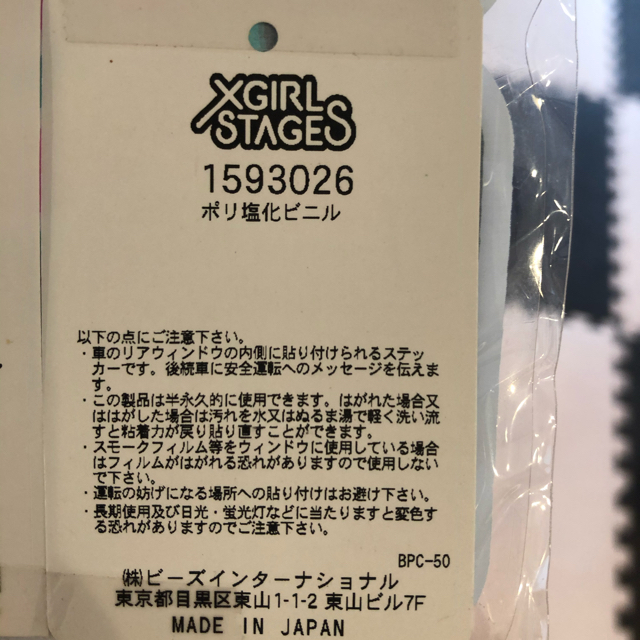 XGIRL
STAGES
1593026
ポリ塩化ビニル
以下の点にご注意下さい。
・車のリアウィンドウの内側に貼り付けられるステッ
カーです。後続車に安全運転へのメッセージを伝えま
す。
・この製品は半永久的に使用できます。はがれた場合又
ははがした場合は汚れを水又はぬるま湯で軽く洗い流
すと粘着力が戻り貼り直すことができます。
・スモークフィルム等をウィンドウに使用している場合
はフィルムがはがれる恐れがありますので使用しない
で下さい。
・運転の妨げになる場所への貼り付けはお避け下さい。
・長期使用及び日光・蛍光灯などに当たりますと変色す
る恐れがありますのでご注意下さい。
BPC-50
㈱ビーズインターナショナル
東京都目黒区東山1-1-2 東山ビル7F
MADE IN JAPAN